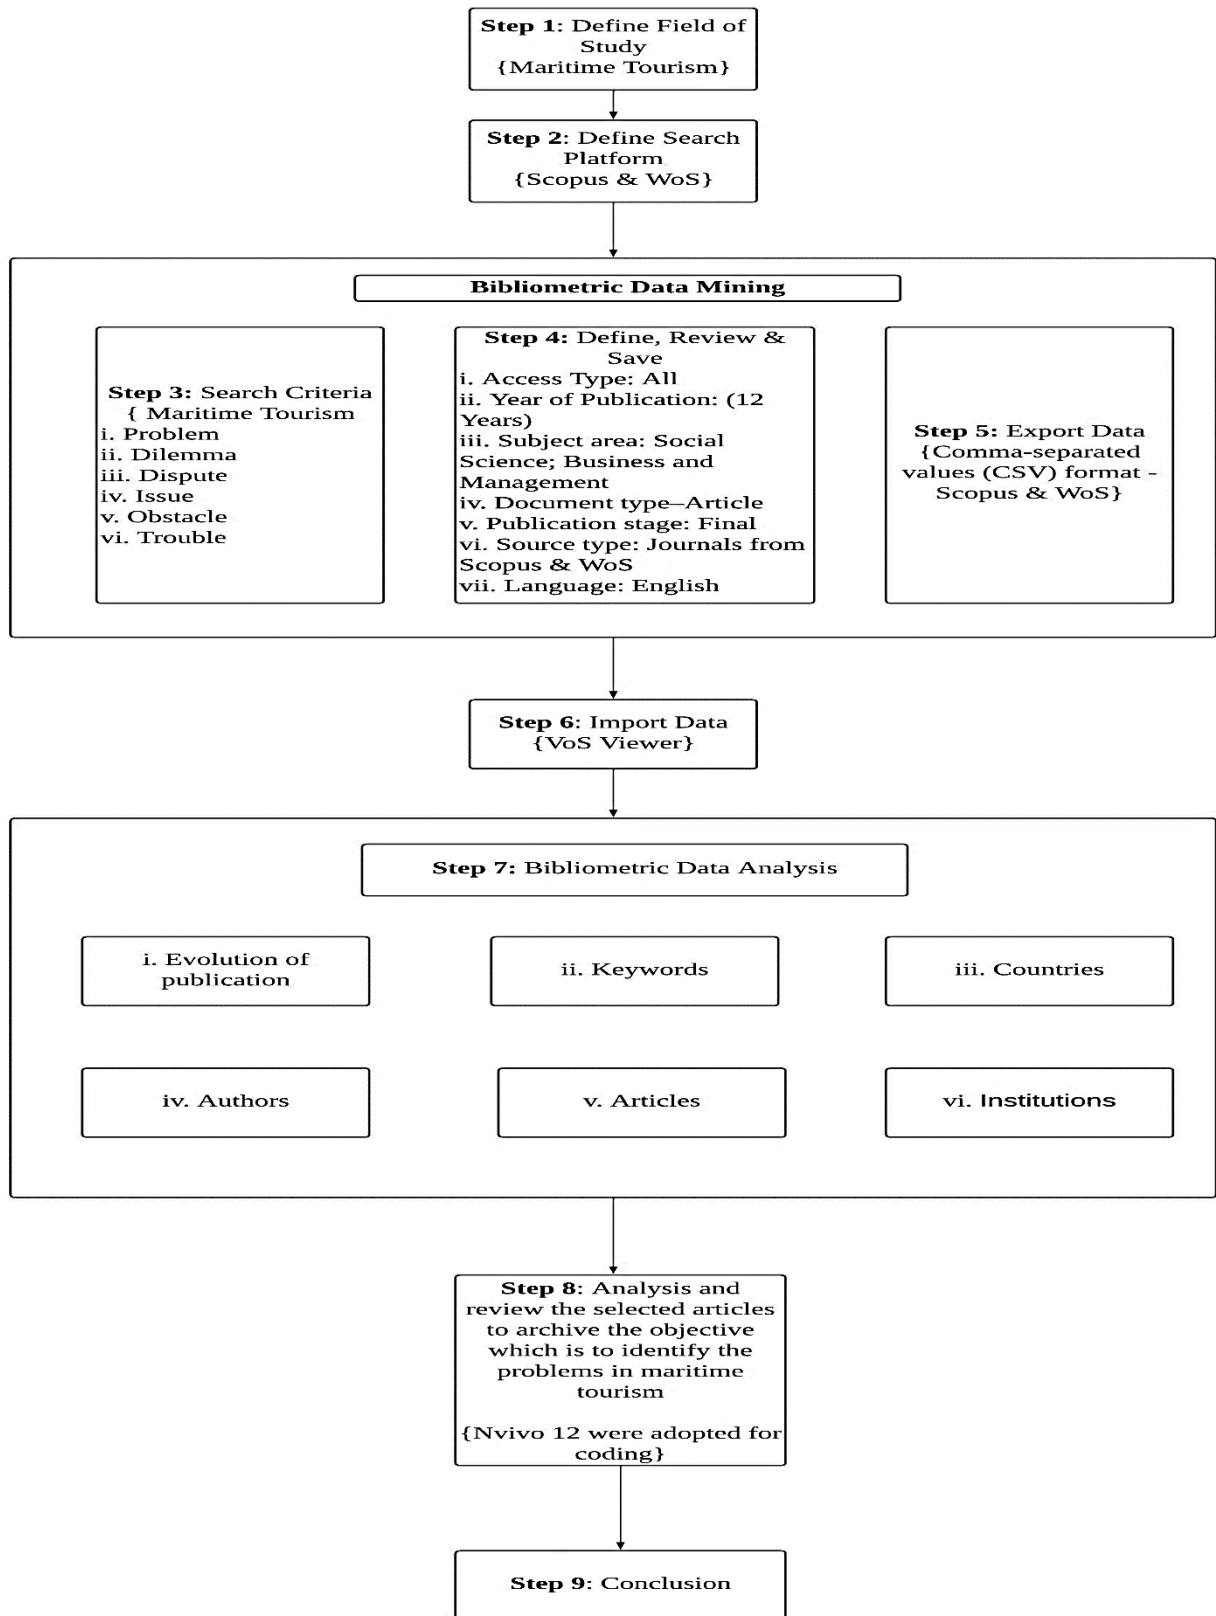 Step 1: Define Field of
Study
{Maritime Tourism}
Step 2: Define Search
Platform
{Scopus & WoS}
Bibliometric Data Mining
Step 3: Search Criteria
{ Maritime Tourism
i. Problem
ii. Dilemma
iii. Dispute
iv. Issue
v. Obstacle
vi. Trouble
Step 4: Define, Review &
Save
i. Access Type: All
ii. Year of Publication: (12
Years)
iii. Subject area: Social
Science; Business and
Management
iv. Document type–Article
v. Publication stage: Final
vi. Source type: Journals from
Scopus & WoS
vii. Language: English
Step 5: Export Data
{Comma-separated
values (CSV) format -
Scopus & WoS}
Step 6: Import Data
{VoS Viewer}
Step 7: Bibliometric Data Analysis
i. Evolution of
publication
ii. Keywords
iii. Countries
iv. Authors
v. Articles
vi. Institutions
Step 8: Analysis and
review the selected articles
to archive the objective
which is to identify the
problems in maritime
tourism
{Nvivo 12 were adopted for
coding}
Step 9: Conclusion